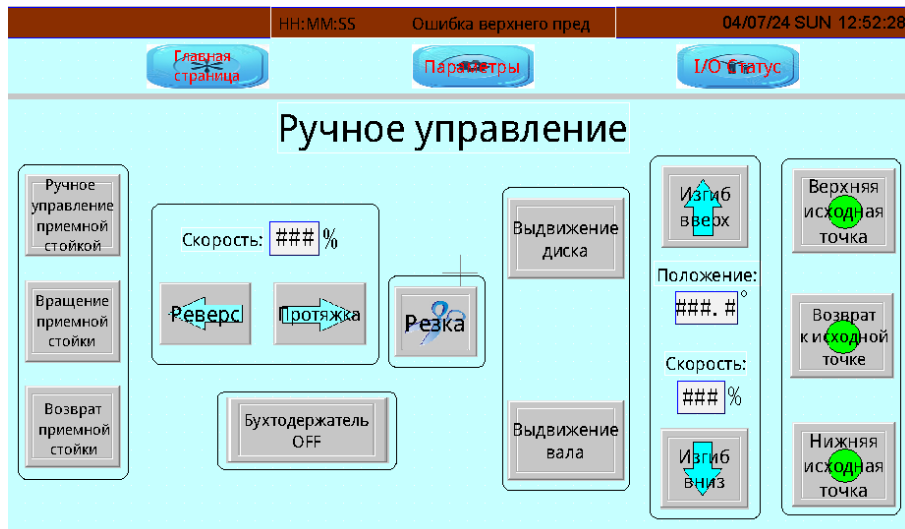 HH:MM:SS
Ошибка верхнего пред
04/07/24 SUN 12:52:28
Главная
страница
Параметры
I/O Статус
Ручное управление
Ручное
управление
приемной
стойкой
Вращение
приемной
стойки
Возврат
приемной
стойки
Скорость: ### %
Реверс
Протяжка
Резка
Бухтодержатель
OFF
Выдвижение
диска
Выдвижение
вала
Изгиб
вверх
Положение:
###. #°
Скорость:
### %
Изгиб
вниз
Верхняя
исходная
точка
Возврат
к исходной
точке
Нижняя
исходная
точка